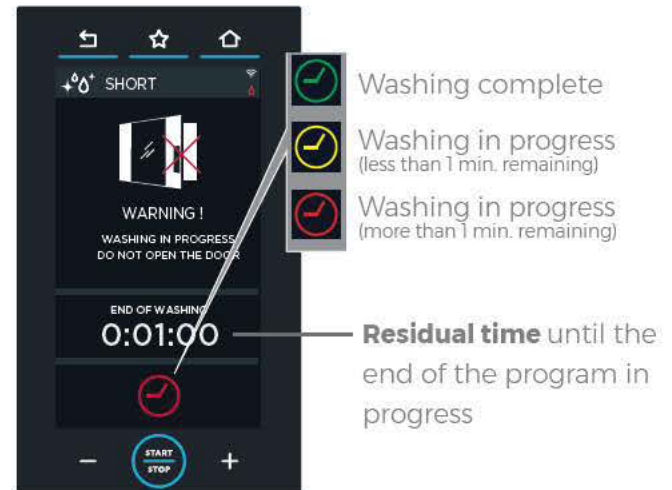 SHORT
WARNING !
WASHING IN PROGRESS
DO NOT OPEN THE DOOR
END OF WASHING
0:01:00
START
STOP
Washing complete
Washing in progress
(less than 1 min. remaining)
Washing in progress
(more than 1 min. remaining)
Residual time until the
end of the program in
progress